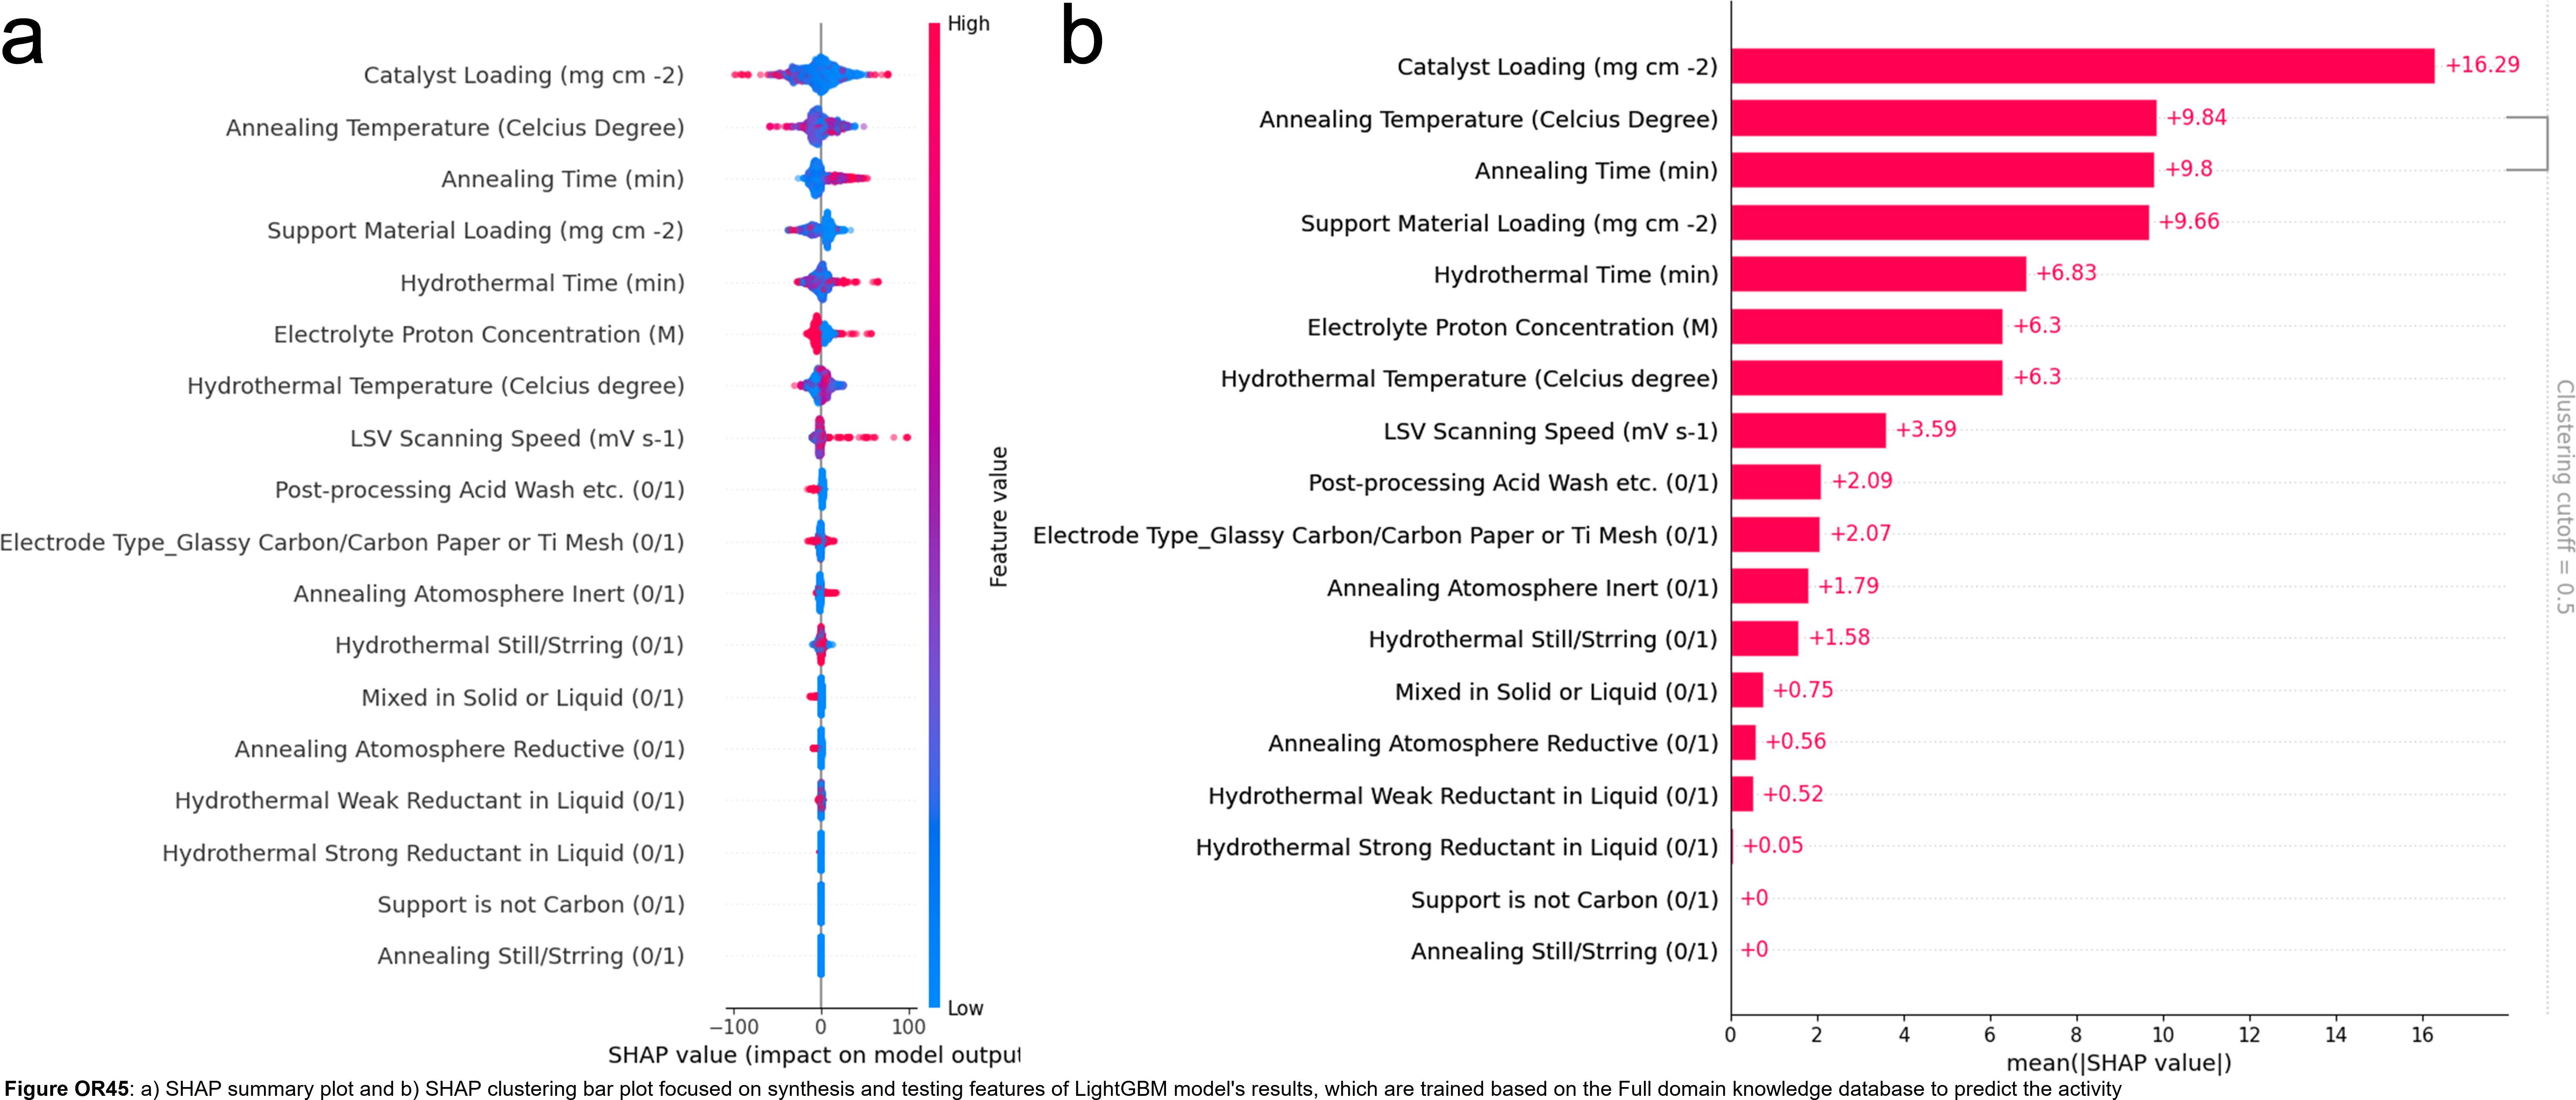 a
High
Catalyst Loading (mg cm -2)
Annealing Temperature (Celcius Degree)
Annealing Time (min)
Support Material Loading (mg cm -2)
Hydrothermal Time (min)
Electrolyte Proton Concentration (M)
Hydrothermal Temperature (Celcius degree)
LSV Scanning Speed (mV s-1)
Post-processing Acid Wash etc. (0/1)
Electrode Type_Glassy Carbon/Carbon Paper or Ti Mesh (0/1)
Annealing Atomosphere Inert (0/1)
Hydrothermal Still/Strring (0/1)
Mixed in Solid or Liquid (0/1)
Annealing Atomosphere Reductive (0/1)
Hydrothermal Weak Reductant in Liquid (0/1)
Hydrothermal Strong Reductant in Liquid (0/1)
Support is not Carbon (0/1)
Annealing Still/Strring (0/1)
Feature value
Low
−100 0 100
SHAP value (impact on model output
b
Catalyst Loading (mg cm -2) +16.29
Annealing Temperature (Celcius Degree) +9.84
Annealing Time (min) +9.8
Support Material Loading (mg cm -2) +9.66
Hydrothermal Time (min) +6.83
Electrolyte Proton Concentration (M) +6.3
Hydrothermal Temperature (Celcius degree) +6.3
LSV Scanning Speed (mV s-1) +3.59
Post-processing Acid Wash etc. (0/1) +2.09
Electrode Type_Glassy Carbon/Carbon Paper or Ti Mesh (0/1) +2.07
Annealing Atomosphere Inert (0/1) +1.79
Hydrothermal Still/Strring (0/1) +1.58
Mixed in Solid or Liquid (0/1) +0.75
Annealing Atomosphere Reductive (0/1) +0.56
Hydrothermal Weak Reductant in Liquid (0/1) +0.52
Hydrothermal Strong Reductant in Liquid (0/1) +0.05
Support is not Carbon (0/1) +0
Annealing Still/Strring (0/1) +0
Clustering cutoff = 0.5
0 2 4 6 8 10 12 14 16
mean(|SHAP value|)
Figure OR45: a) SHAP summary plot and b) SHAP clustering bar plot focused on synthesis and testing features of LightGBM model's results, which are trained based on the Full domain knowledge database to predict the activity